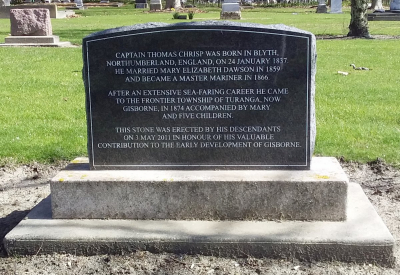 CAPTAIN THOMAS CHRISP WAS BORN IN BLYTH,
NORTHUMBERLAND, ENGLAND, ON 24 JANUARY 1837.
HE MARRIED MARY ELIZABETH DAWSON IN 1859
AND BECAME A MASTER MARINER IN 1866.
AFTER AN EXTENSIVE SEA-FARING CAREER HE CAME
TO THE FRONTIER TOWNSHIP OF TURANGA, NOW
GISBORNE, IN 1874 ACCOMPANIED BY MARY
AND FIVE CHILDREN.
THIS STONE WAS ERECTED BY HIS DESCENDANTS
ON 3 MAY 2011 IN HONOUR OF HIS VALUABLE
CONTRIBUTION TO THE EARLY DEVELOPMENT OF GISBORNE.